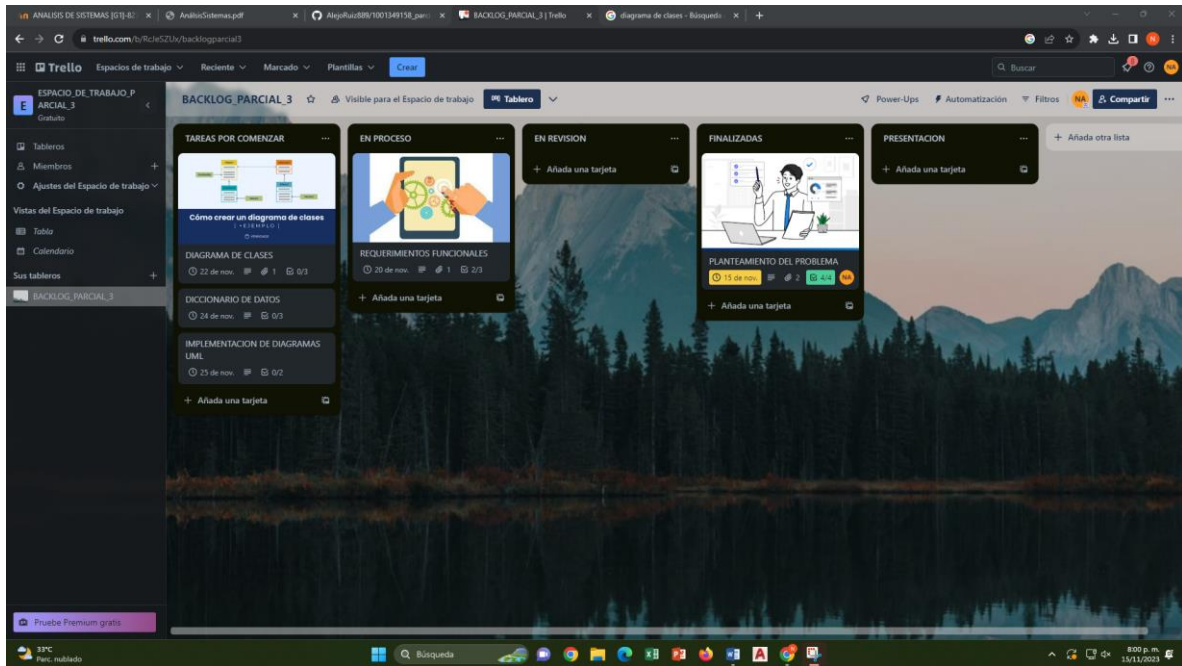 ANALISIS DE SISTEMAS [G1]-82
AnálisisSistemas.pdf
AlejoRuiz889/1001349158_parc
BACKLOG_PARCIAL_3 | Trello
diagrama de clases - Búsqueda
trello.com/b/RcJeSZUx/backlogparcial3
Trello
Espacios de trabajo
Reciente
Marcado
Plantillas
Crear
Buscar
NA
E
ESPACIO_DE_TRABAJO_P
ARCIAL_3
Gratuito
BACKLOG_PARCIAL_3
Visible para el Espacio de trabajo
Tablero
Power-Ups
Automatización
Filtros
NA
Compartir
Tableros
Miembros
Ajustes del Espacio de trabajo
Vistas del Espacio de trabajo
Tabla
Calendario
Sus tableros
BACKLOG_PARCIAL_3
Pruebe Premium gratis
TAREAS POR COMENZAR
Cómo crear un diagrama de clases
[ +EJEMPLO ]
DIAGRAMA DE CLASES
22 de nov. 1 0/3
DICCIONARIO DE DATOS
24 de nov. 0/3
IMPLEMENTACION DE DIAGRAMAS
UML
25 de nov. 0/2
+ Añada una tarjeta
EN PROCESO
REQUERIMIENTOS FUNCIONALES
20 de nov. 1 2/3
+ Añada una tarjeta
EN REVISION
+ Añada una tarjeta
FINALIZADAS
PLANTEAMIENTO DEL PROBLEMA
15 de nov. 2 4/4 NA
+ Añada una tarjeta
PRESENTACION
+ Añada una tarjeta
+ Añada otra lista
33°C
Parc. nublado
Búsqueda
8:00 p. m.
15/11/2023